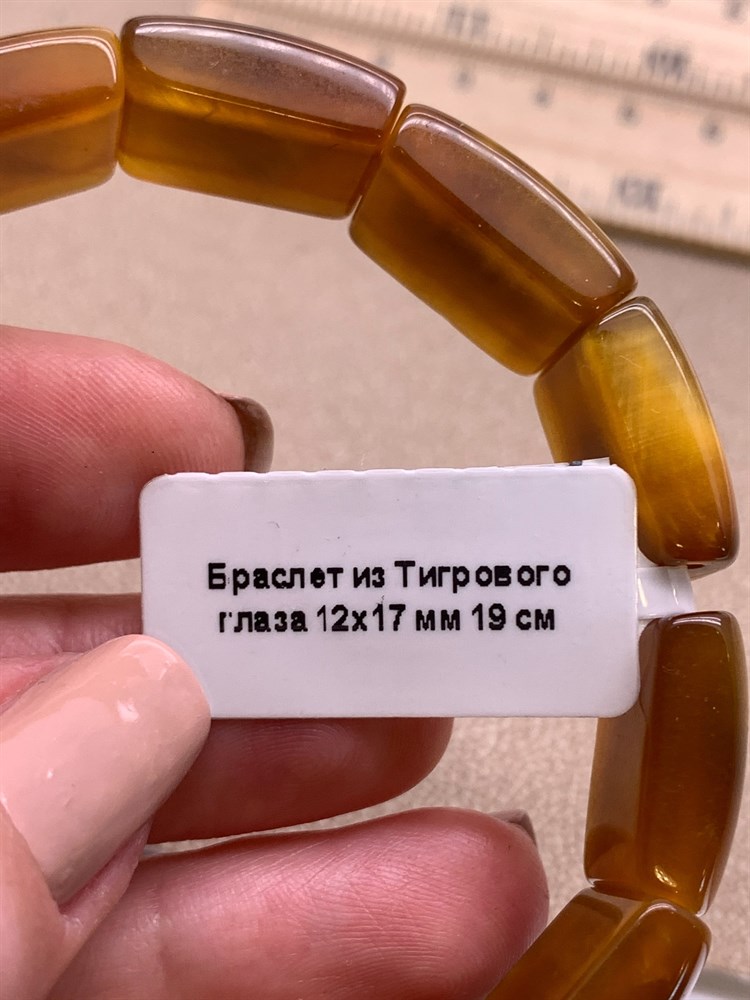 Браслет из Тигрового
глаза 12х17 мм 19 см